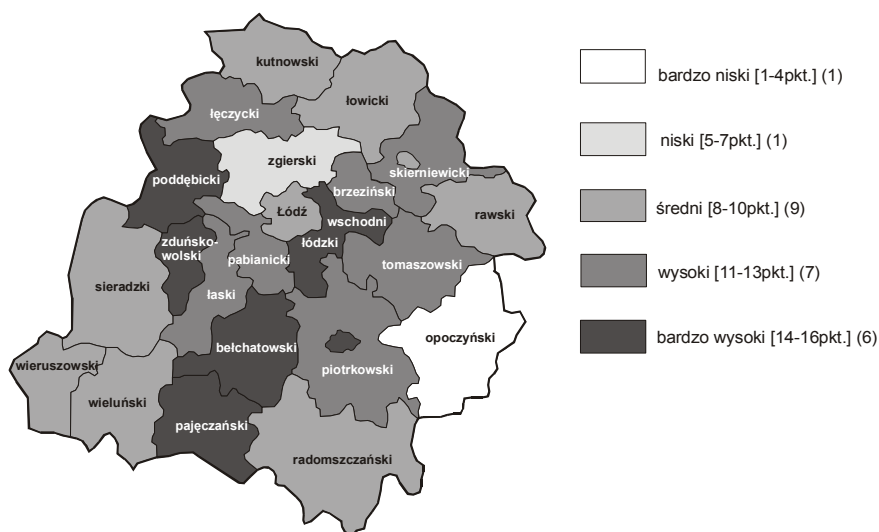 kutnowski
łowicki
łęczycki
zgierski
skierniewicki
poddębicki
brzeziński
rawski
Łódź
wschodni
zduńsko-
wolski
łódzki
pabianicki
tomaszowski
sieradzki
łaski
opoczyński
bełchatowski
wieruszowski
piotrkowski
wieluński
pajęczański
radomszczański
bardzo niski [1-4pkt.] (1)
niski [5-7pkt.] (1)
średni [8-10pkt.] (9)
wysoki [11-13pkt.] (7)
bardzo wysoki [14-16pkt.] (6)